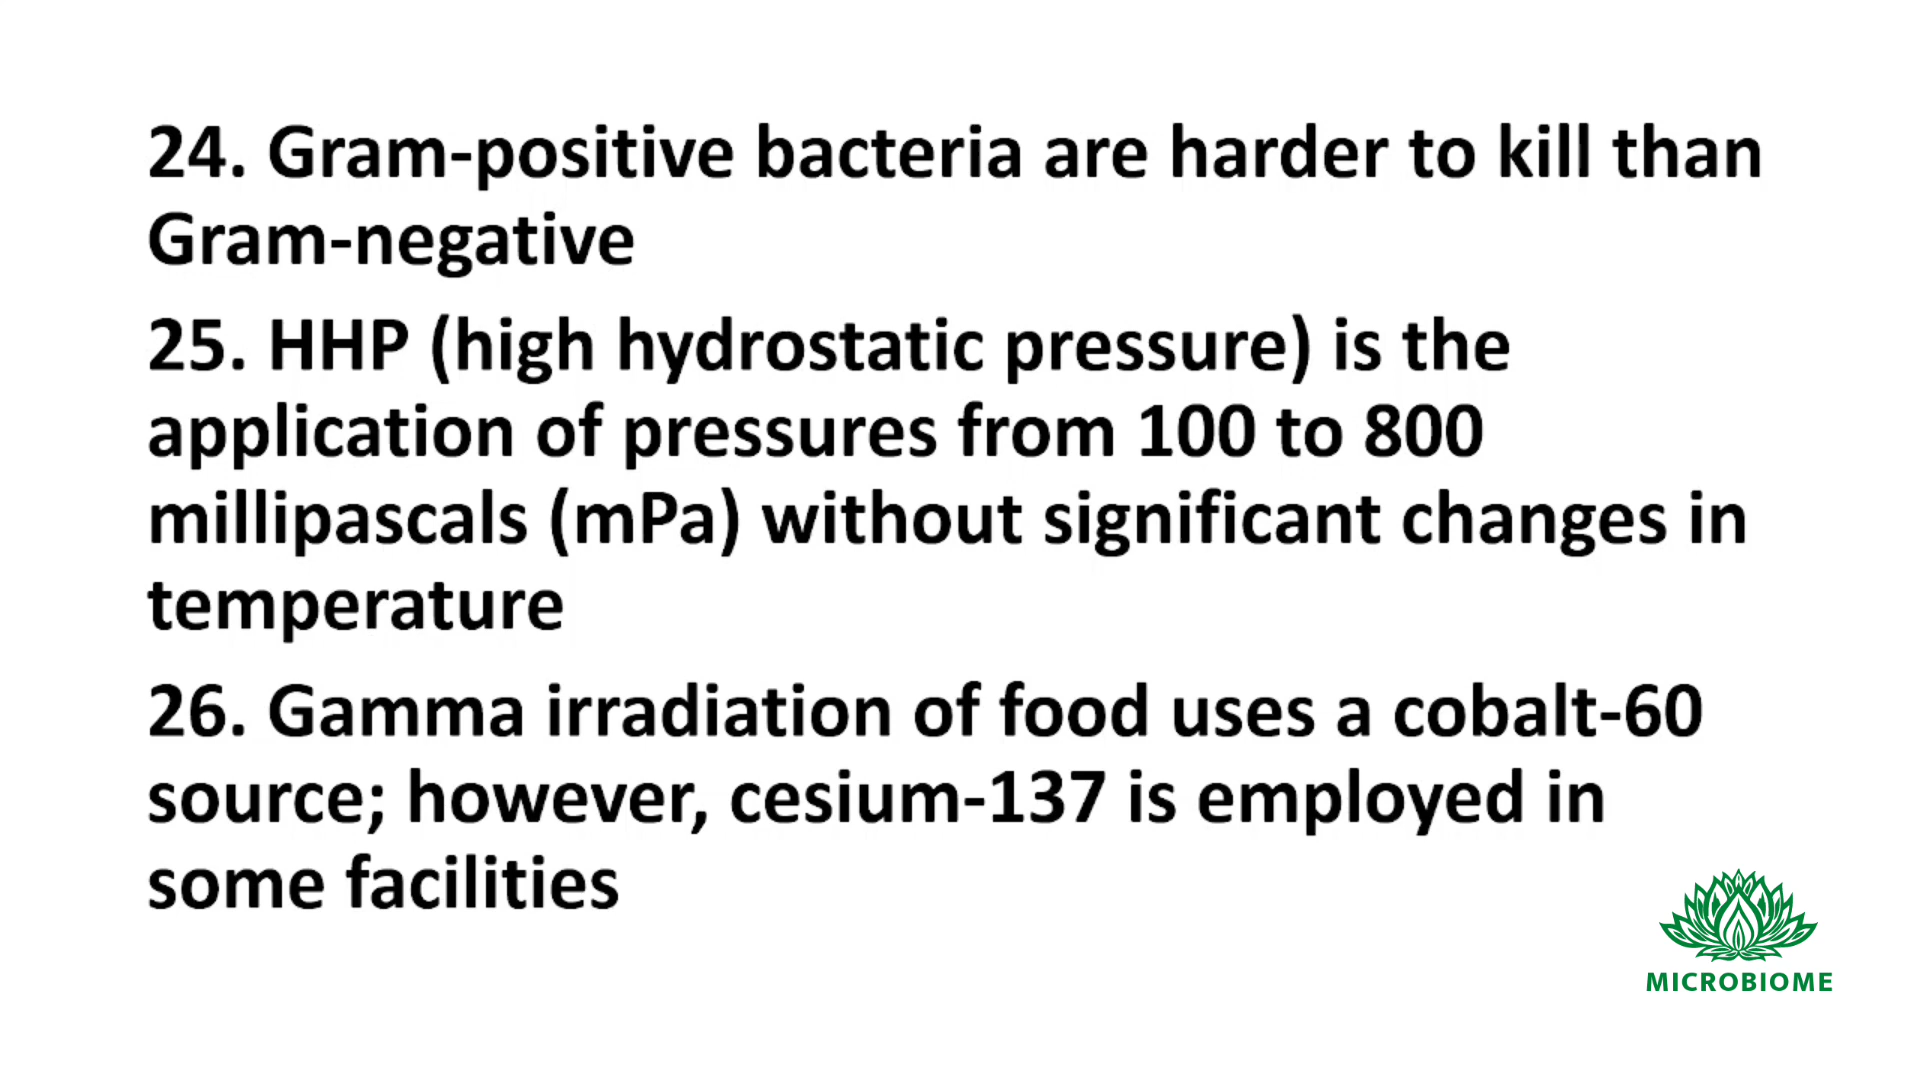 24. Gram-positive bacteria are harder to kill than
Gram-negative
25. HHP (high hydrostatic pressure) is the
application of pressures from 100 to 800
millipascals (mPa) without significant changes in
temperature
26. Gamma irradiation of food uses a cobalt-60
source; however, cesium-137 is employed in
some facilities
MICROBIOME